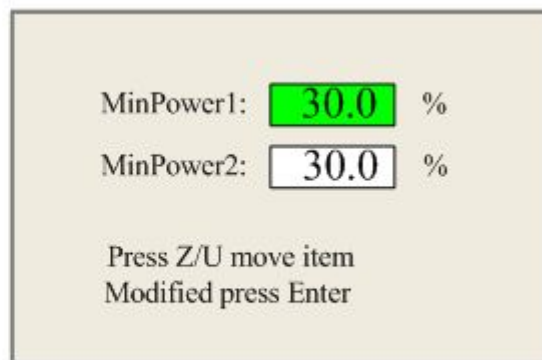 MinPower1: 30.0 %
MinPower2: 30.0 %
Press Z/U move item
Modified press Enter